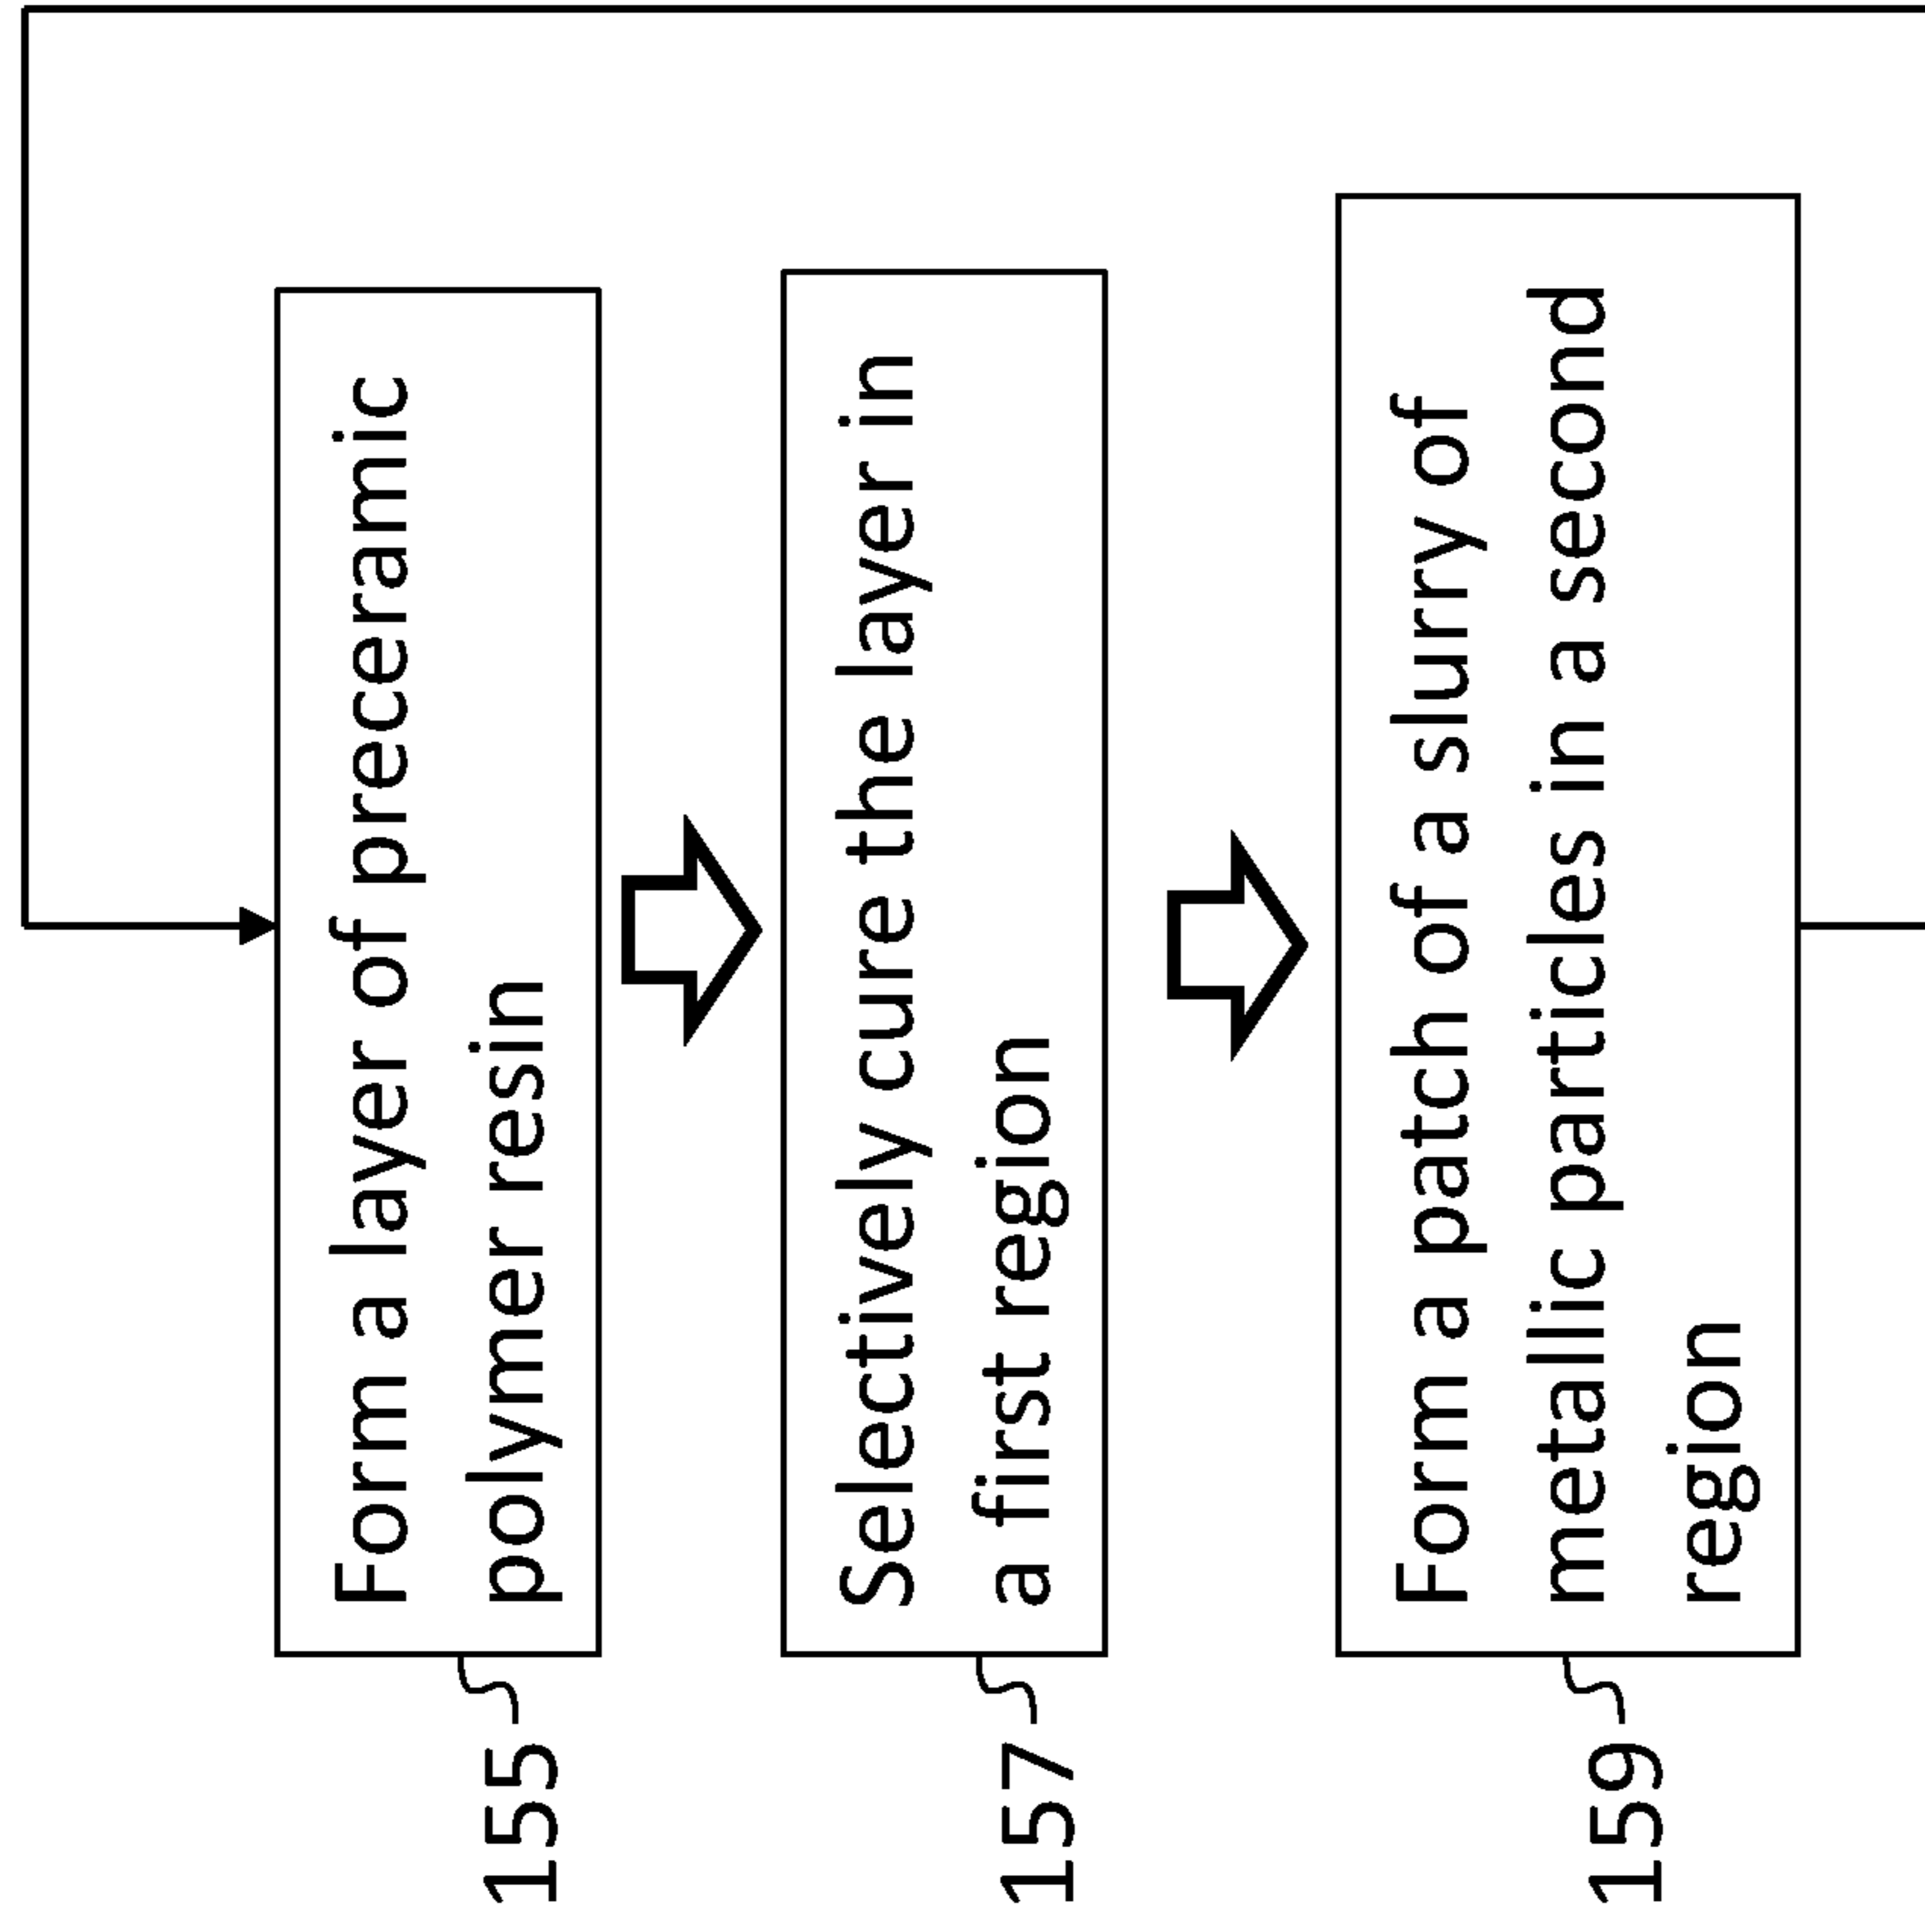 155
Form a layer of preceramic
polymer resin
157
Selectively cure the layer in
a first region
159
Form a patch of a slurry of
metallic particles in a second
region